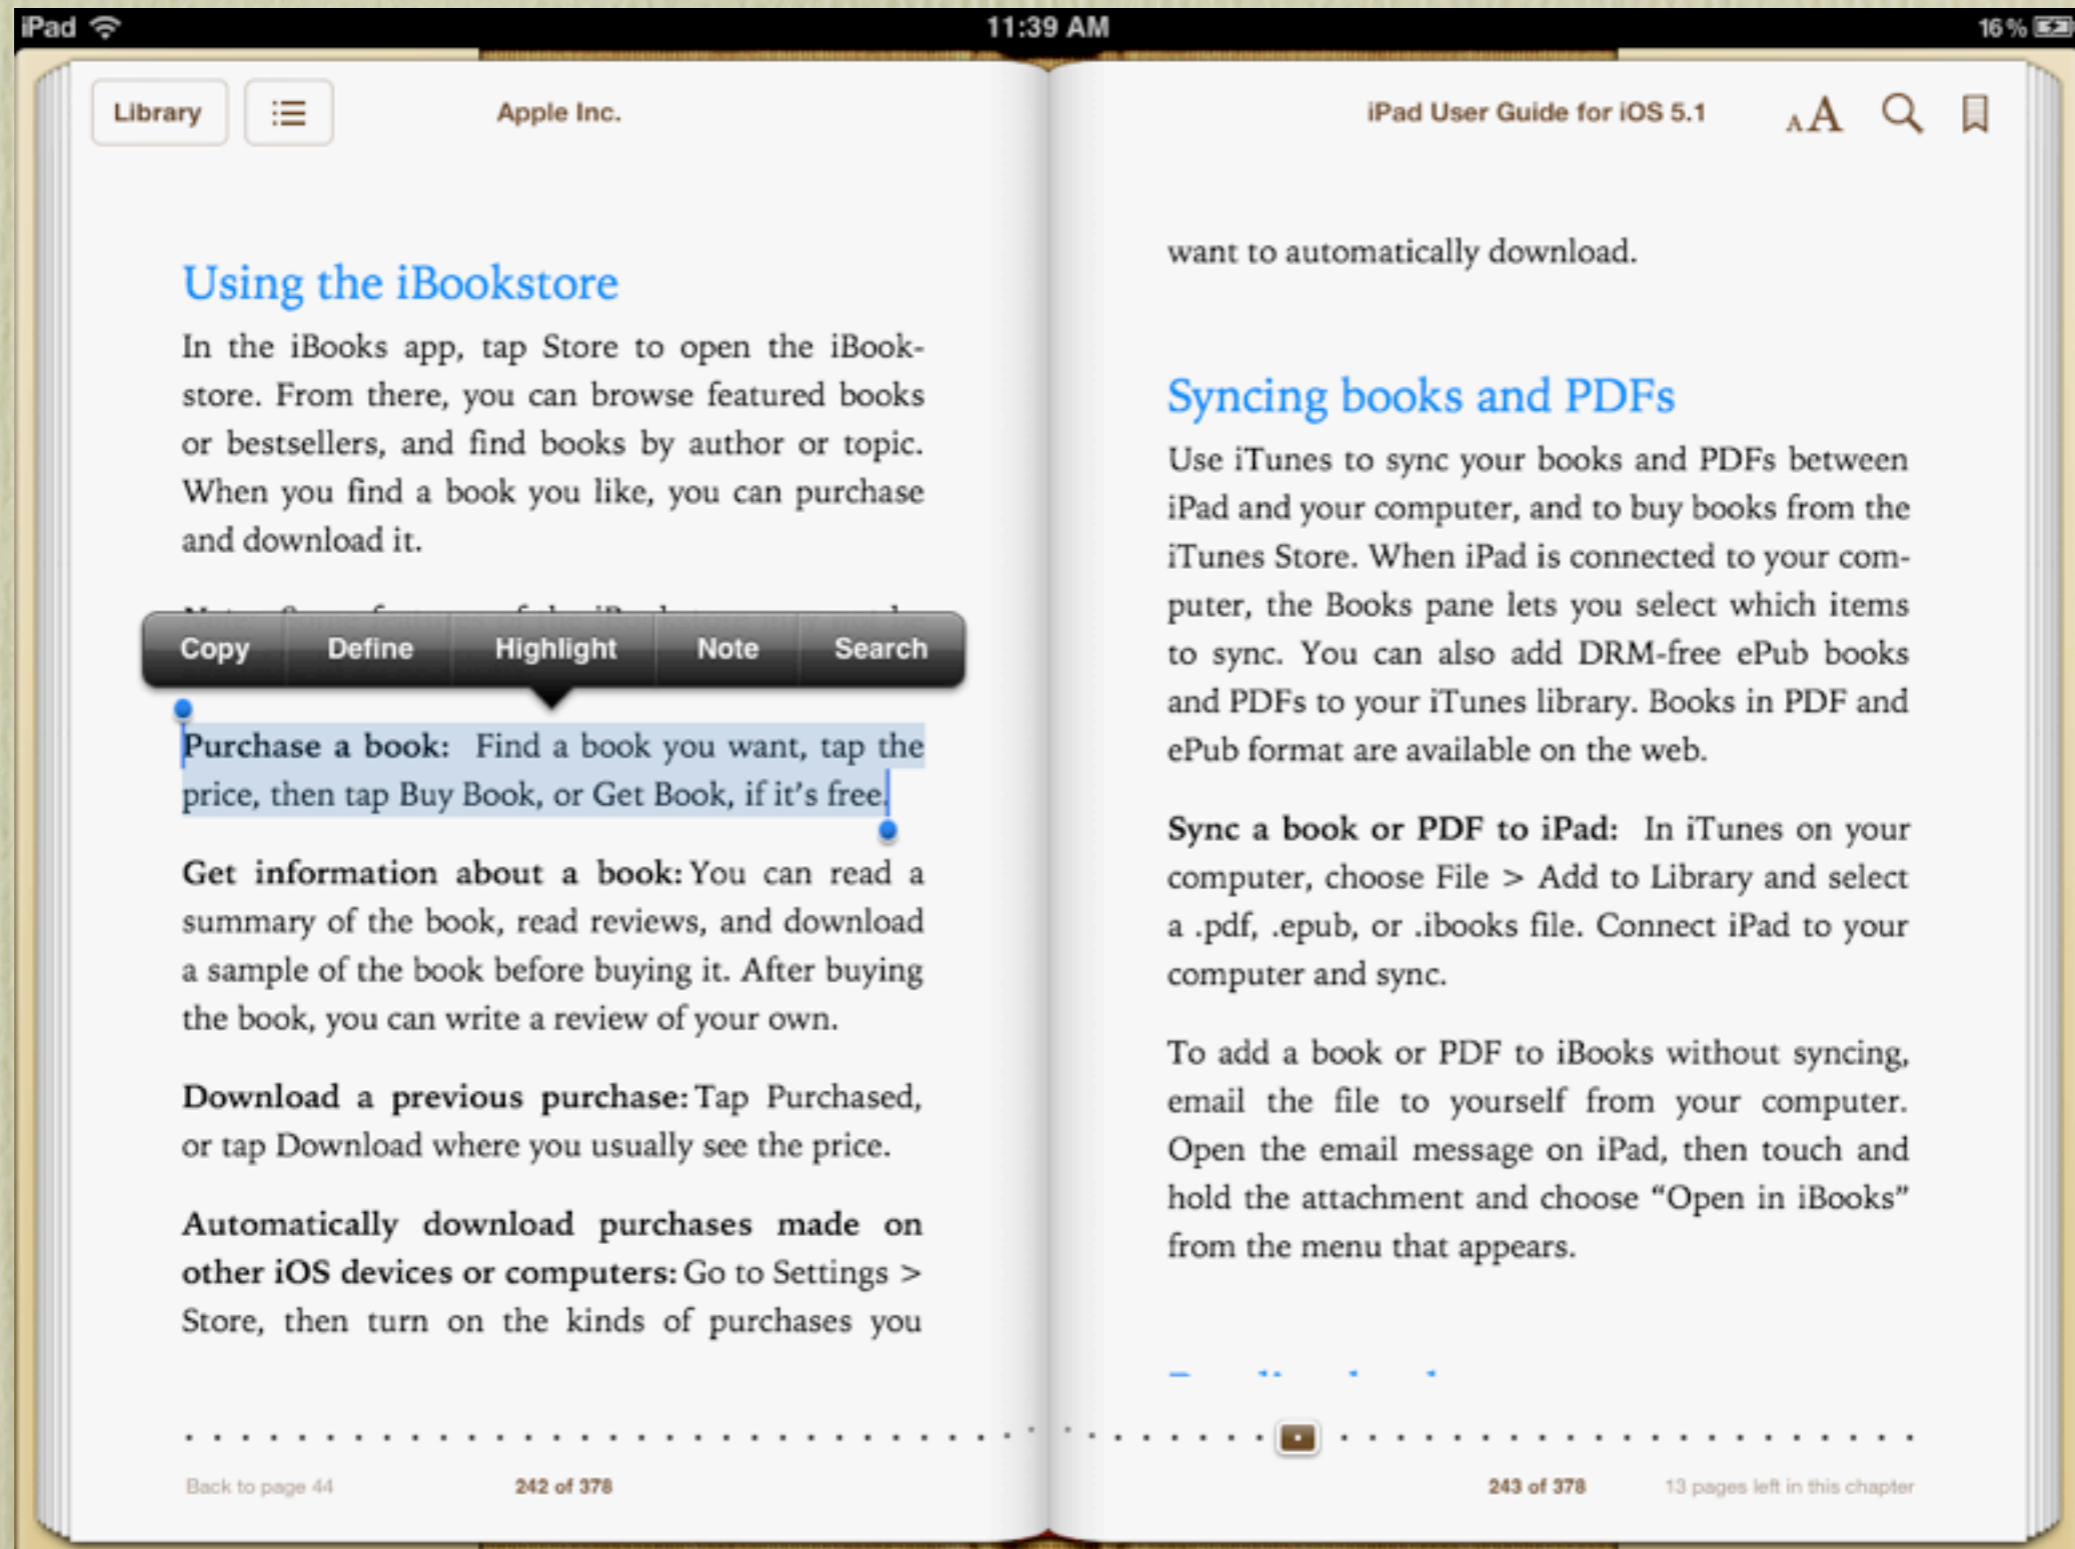 iPad
11:39 AM
16%
Library
Apple Inc.
iPad User Guide for iOS 5.1
AA
Using the iBookstore
In the iBooks app, tap Store to open the iBook-
store. From there, you can browse featured books
or bestsellers, and find books by author or topic.
When you find a book you like, you can purchase
and download it.
Copy Define Highlight Note Search
Purchase a book: Find a book you want, tap the
price, then tap Buy Book, or Get Book, if it’s free.
Get information about a book: You can read a
summary of the book, read reviews, and download
a sample of the book before buying it. After buying
the book, you can write a review of your own.
Download a previous purchase: Tap Purchased,
or tap Download where you usually see the price.
Automatically download purchases made on
other iOS devices or computers: Go to Settings >
Store, then turn on the kinds of purchases you
Back to page 44
242 of 378
want to automatically download.
Syncing books and PDFs
Use iTunes to sync your books and PDFs between
iPad and your computer, and to buy books from the
iTunes Store. When iPad is connected to your com-
puter, the Books pane lets you select which items
to sync. You can also add DRM-free ePub books
and PDFs to your iTunes library. Books in PDF and
ePub format are available on the web.
Sync a book or PDF to iPad: In iTunes on your
computer, choose File > Add to Library and select
a .pdf, .epub, or .ibooks file. Connect iPad to your
computer and sync.
To add a book or PDF to iBooks without syncing,
email the file to yourself from your computer.
Open the email message on iPad, then touch and
hold the attachment and choose “Open in iBooks”
from the menu that appears.
243 of 378
13 pages left in this chapter